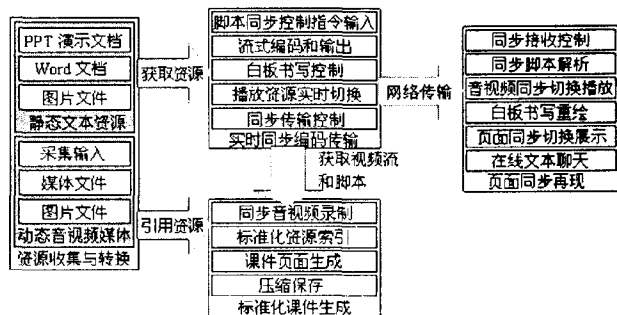 PPT 演示文档
Word 文档
图片文件
静态文本资源
采集输入
媒体文件
图片文件
动态音视频媒体
资源收集与转换
获取资源
引用资源
脚本同步控制指令输入
流式编码和输出
白板书写控制
播放资源实时切换
同步传输控制
实时同步编码传输
获取视频流
和脚本
同步音视频录制
标准化资源索引
课件页面生成
压缩保存
标准化课件生成
网络传输
同步接收控制
同步脚本解析
音视频同步切换播放
白板书写重绘
页面同步切换展示
在线文本聊天
页面同步再现